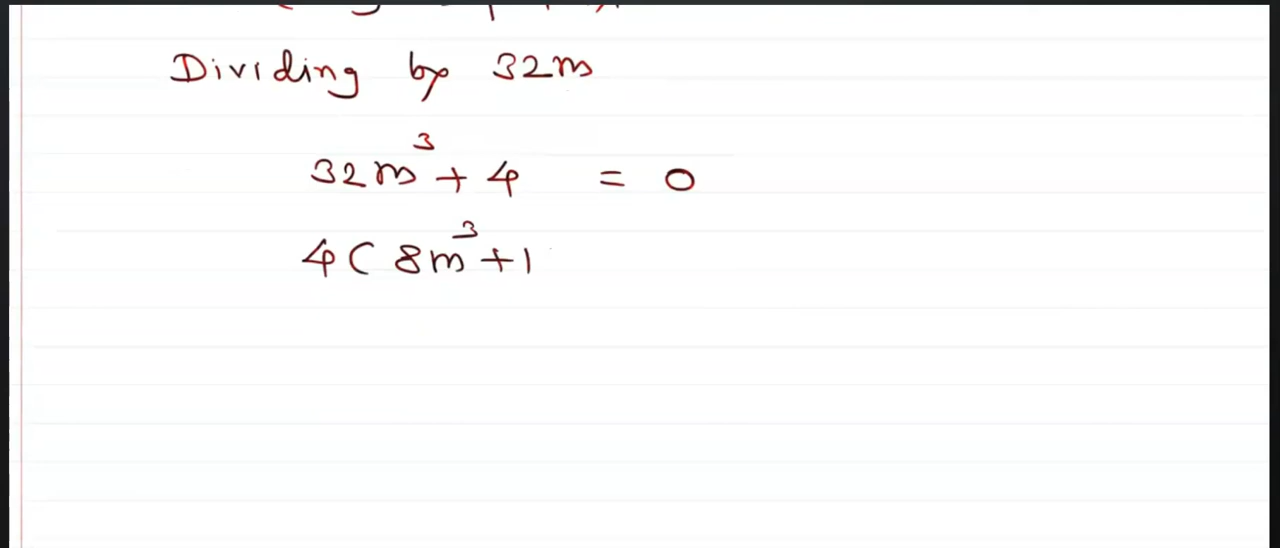 Dividing by 32m
32m³ + 4 = 0
4( 8m³ + 1